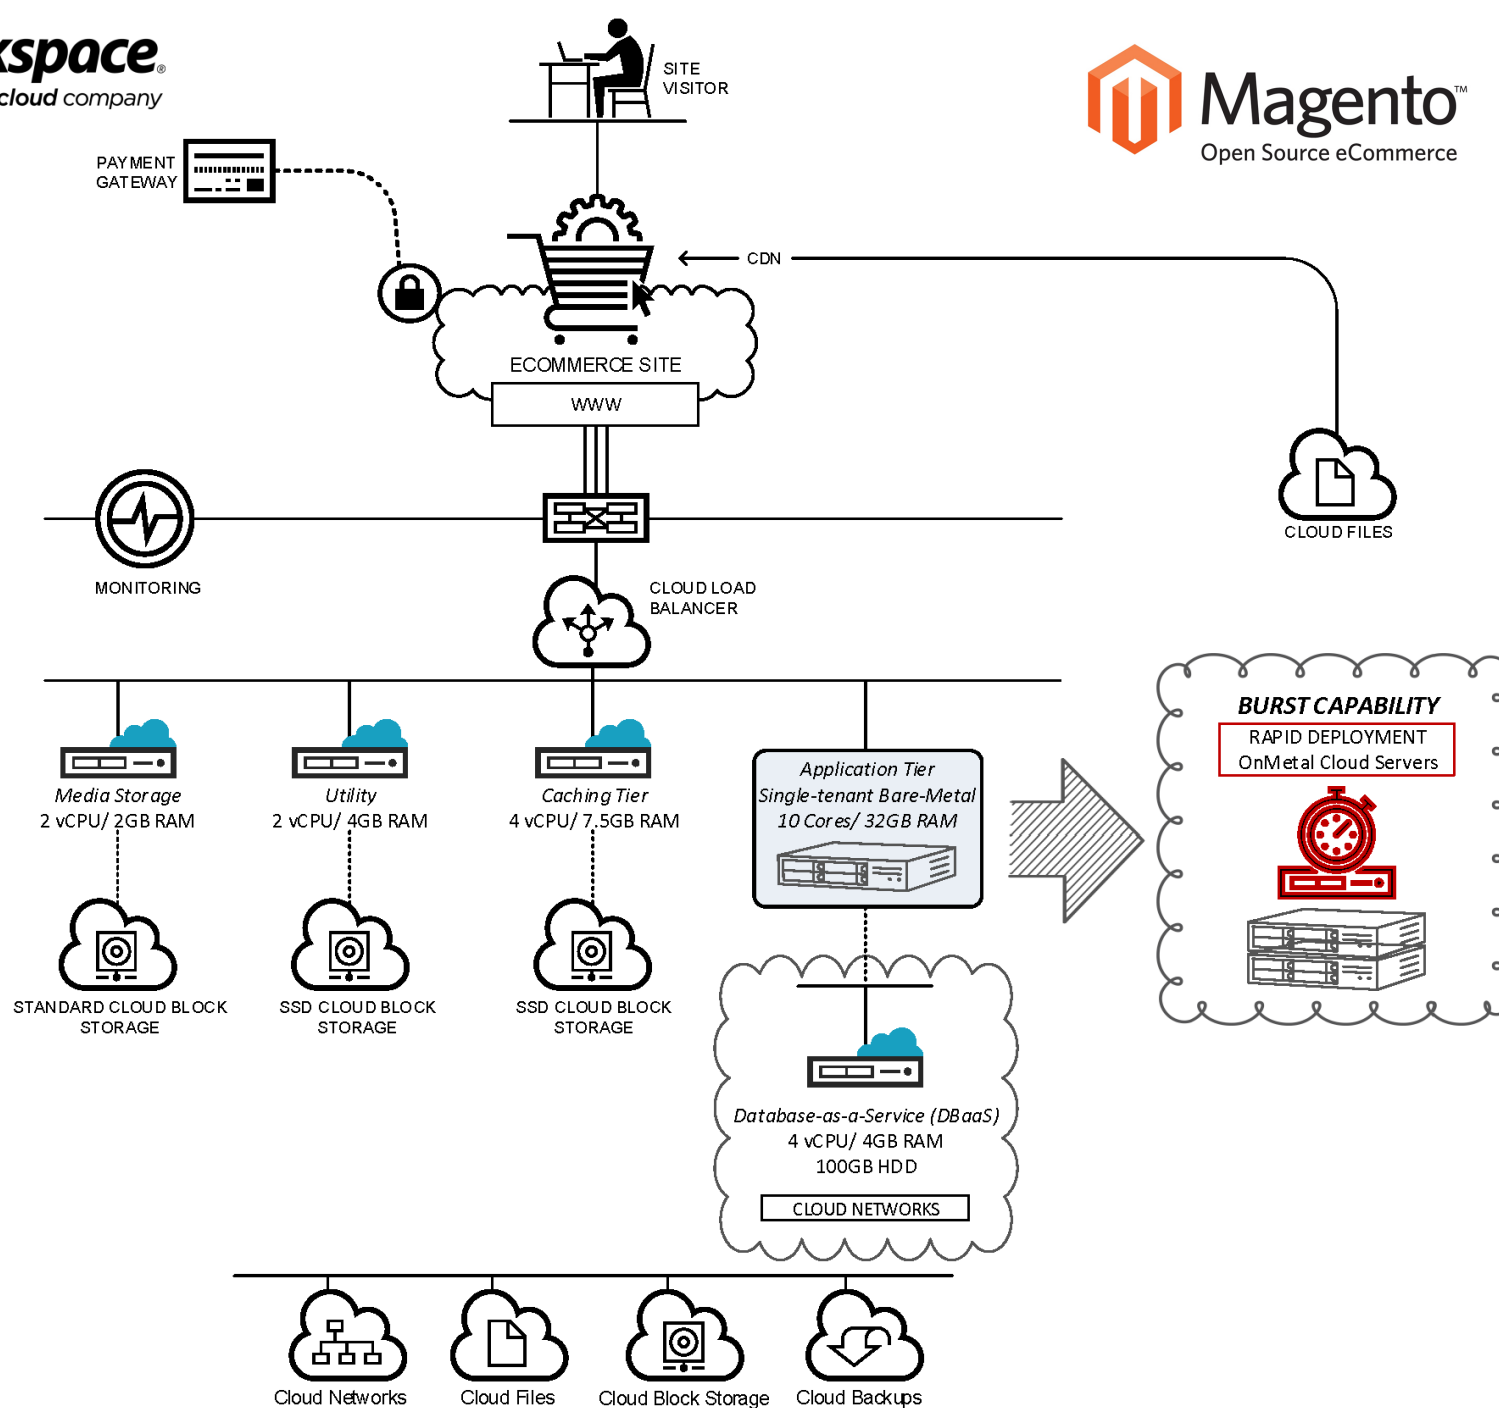 kspace®
cloud company
SITE
VISITOR
Magento™
Open Source eCommerce
PAYMENT
GATEWAY
CDN
ECOMMERCE SITE
WWW
CLOUD FILES
MONITORING
CLOUD LOAD
BALANCER
BURST CAPABILITY
RAPID DEPLOYMENT
OnMetal Cloud Servers
Media Storage
2 vCPU/ 2GB RAM
Utility
2 vCPU/ 4GB RAM
Caching Tier
4 vCPU/ 7.5GB RAM
Application Tier
Single-tenant Bare-Metal
10 Cores/ 32GB RAM
STANDARD CLOUD BLOCK
STORAGE
SSD CLOUD BLOCK
STORAGE
SSD CLOUD BLOCK
STORAGE
Database-as-a-Service (DBaaS)
4 vCPU/ 4GB RAM
100GB HDD
CLOUD NETWORKS
Cloud Networks
Cloud Files
Cloud Block Storage
Cloud Backups